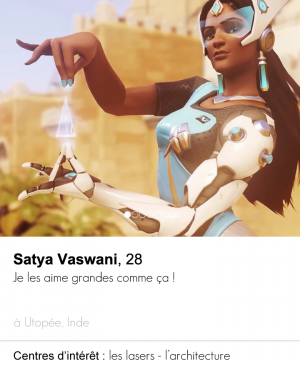 Satya Vaswani, 28
Je les aime grandes comme ça !
à Utopée, Inde
Centres d'intérêt : les lasers - l'architecture